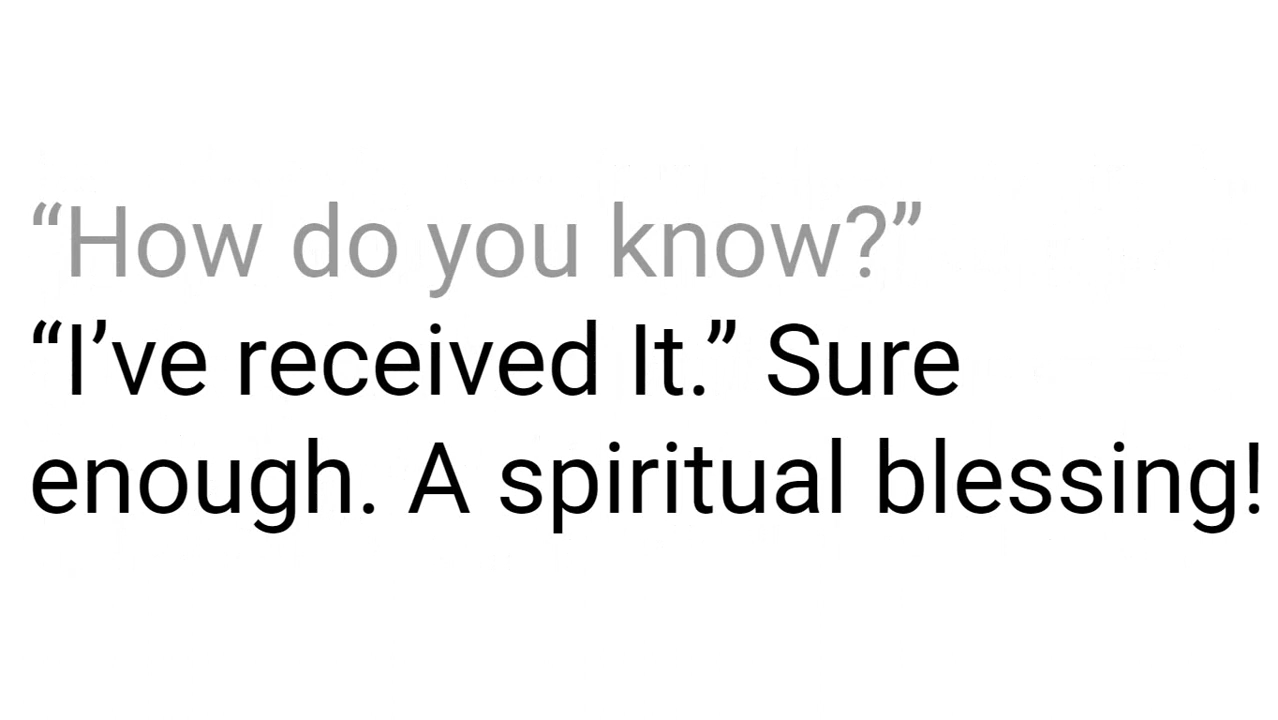 “How do you know?”
“I’ve received It.” Sure
enough. A spiritual blessing!